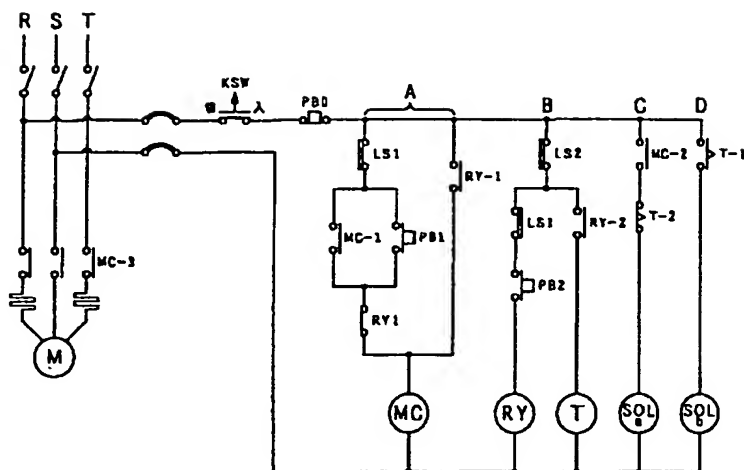 R S T
KSW
入
PB0
A
B
C
D
LS1
RY-1
LS2
MC-2
T-1
MC-1
PB1
LS1
RY-2
T-2
MC-3
PB2
RY1
M
MC
RY
T
SOL
a
SOL
b